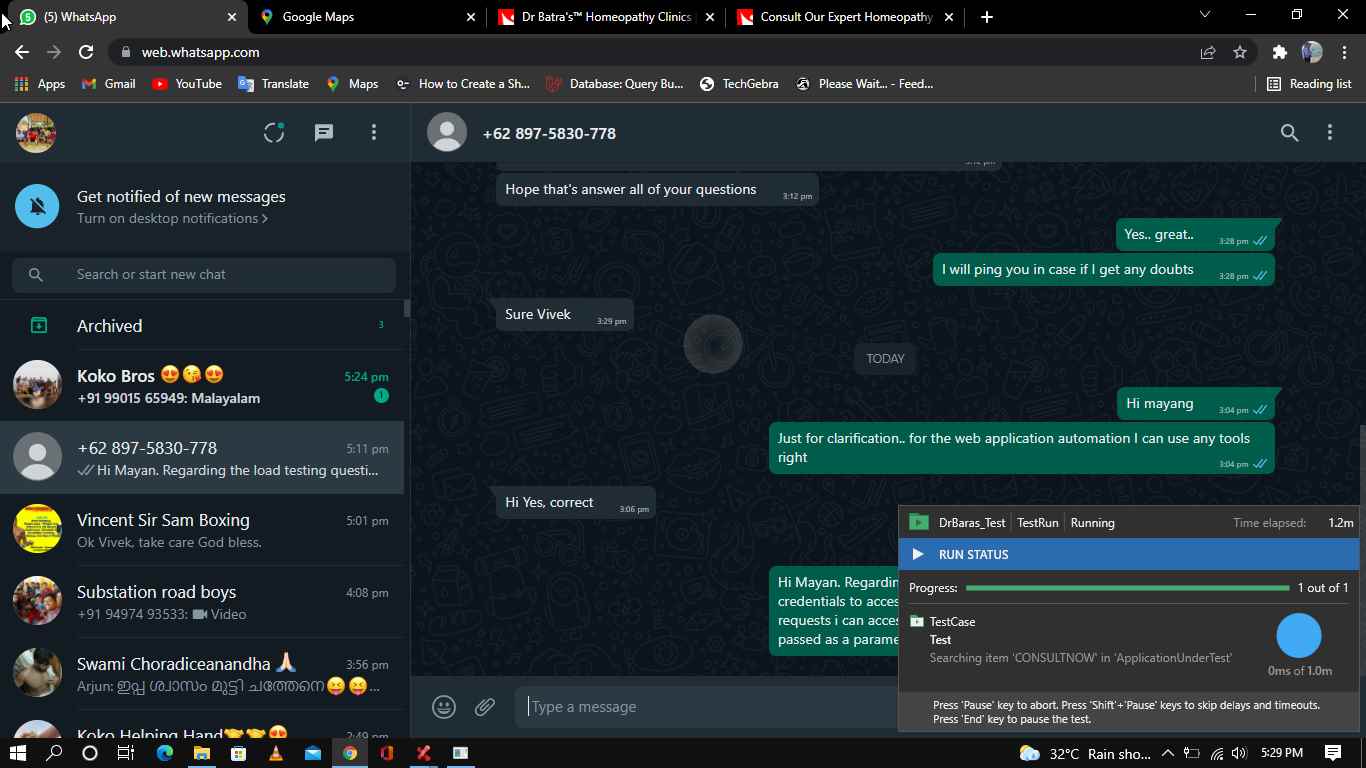 (5) WhatsApp
Google Maps
Dr Batra's™ Homeopathy Clinics
Consult Our Expert Homeopathy
web.whatsapp.com
Apps
Gmail
YouTube
Translate
Maps
How to Create a Sh...
Database: Query Bu...
TechGebra
Please Wait... - Feed...
Reading list
Get notified of new messages
Turn on desktop notifications >
Search or start new chat
Archived 3
Koko Bros 😍😘😍 5:24 pm
+91 99015 65949: Malayalam 1
+62 897-5830-778 5:11 pm
Hi Mayan. Regarding the load testing questi...
Vincent Sir Sam Boxing 5:01 pm
Ok Vivek, take care God bless.
Substation road boys 4:08 pm
+91 94974 93533: Video
Swami Choradiceanandha 🙏🏻 3:56 pm
Arjun: ഇപ്പ ശ്വാസം മുട്ടി ചത്തേനെ😝😝...
Koko Helping Hand🤝🤝😍 2:49 pm
+62 897-5830-778
3:12 pm
Hope that's answer all of your questions 3:12 pm
Yes.. great.. 3:28 pm
I will ping you in case if I get any doubts 3:28 pm
Sure Vivek 3:29 pm
TODAY
Hi mayang 3:04 pm
Just for clarification.. for the web application automation I can use any tools
right 3:04 pm
Hi Yes, correct 3:06 pm
Hi Mayan. Regardin
credentials to acces
requests i can acces
passed as a parame
Type a message
DrBaras_Test TestRun Running Time elapsed: 1.2m
RUN STATUS
Progress: 1 out of 1
TestCase
Test
Searching item 'CONSULTNOW' in 'ApplicationUnderTest'
0ms of 1.0m
Press 'Pause' key to abort. Press 'Shift'+'Pause' keys to skip delays and timeouts.
Press 'End' key to pause the test.
32°C Rain sho... 5:29 PM